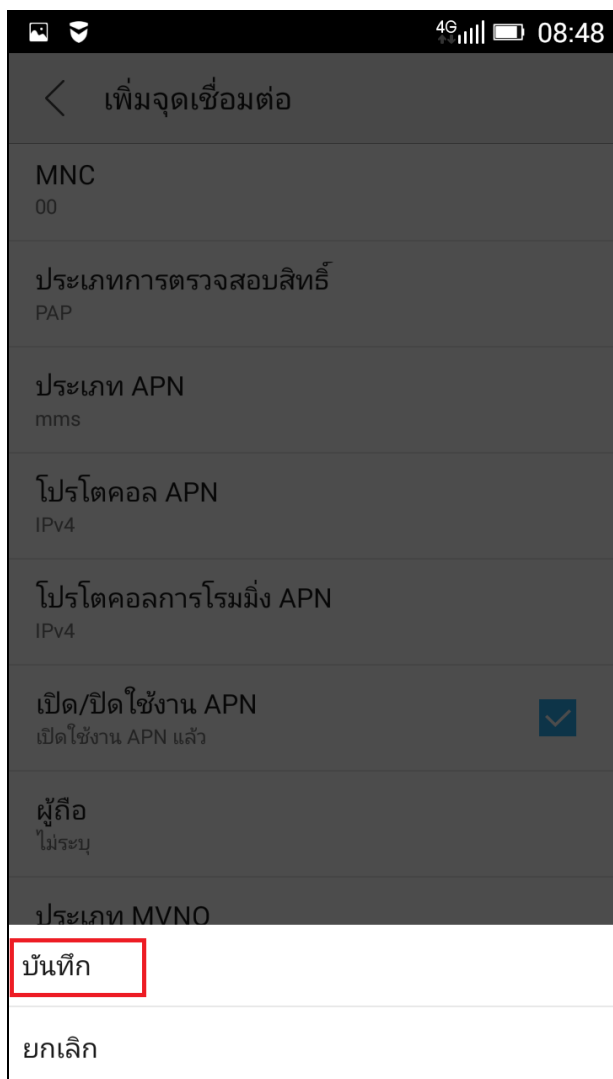 4G 08:48
เพิ่มจุดเชื่อมต่อ
MNC
00
ประเภทการตรวจสอบสิทธิ์
PAP
ประเภท APN
mms
โปรโตคอล APN
IPv4
โปรโตคอลการโรมมิ่ง APN
IPv4
เปิด/ปิดใช้งาน APN
เปิดใช้งาน APN แล้ว
ผู้ถือ
ไม่ระบุ
ประเภท MVNO
บันทึก
ยกเลิก